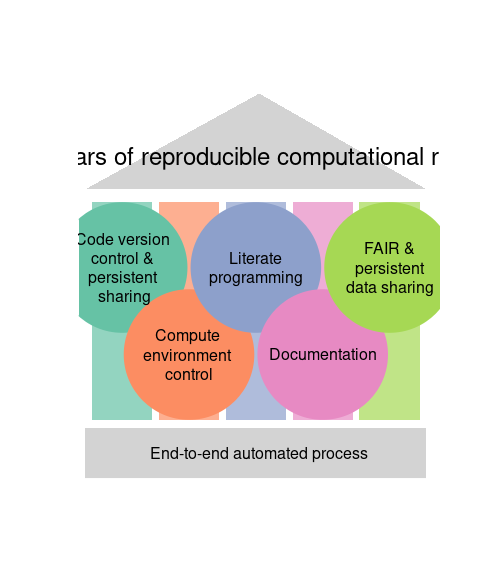 ars of reproducible computational r
Code version
control &
persistent
sharing
Literate
programming
FAIR &
persistent
data sharing
Compute
environment
control
Documentation
End-to-end automated process